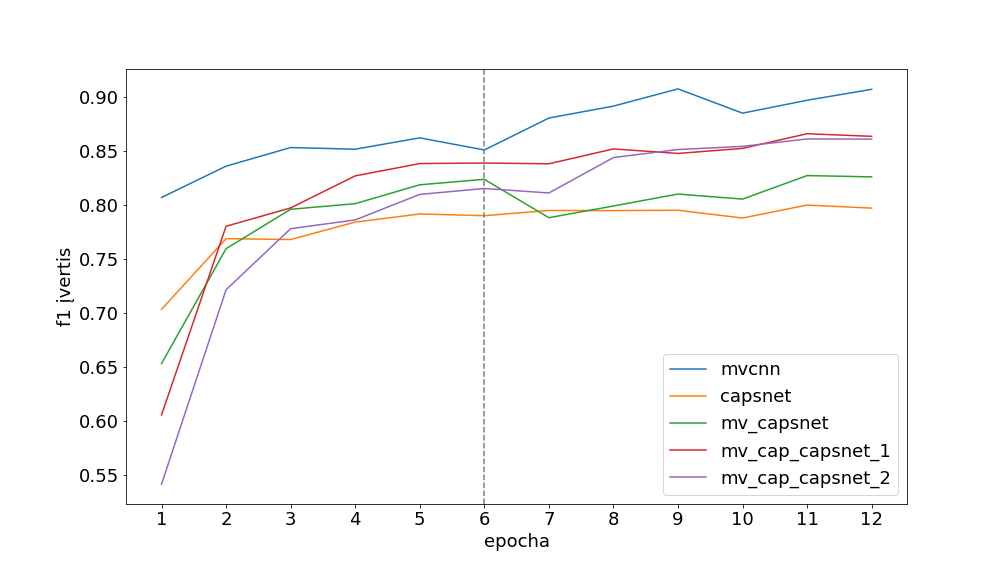 0.90
0.85
0.80
0.75
0.70
0.65
0.60
0.55
f1 įvertis
1 2 3 4 5 6 7 8 9 10 11 12
epocha
mvcnn
capsnet
mv_capsnet
mv_cap_capsnet_1
mv_cap_capsnet_2